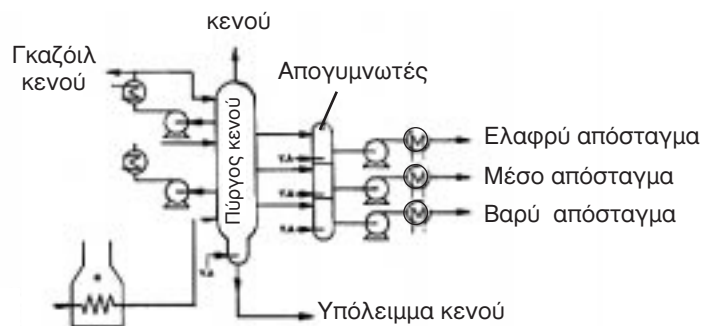 κενού
Γκαζόιλ
κενού
Απογυμνωτές
Πύργος κενού
Ελαφρύ απόσταγμα
Μέσο απόσταγμα
Βαρύ απόσταγμα
Υπόλειμμα κενού